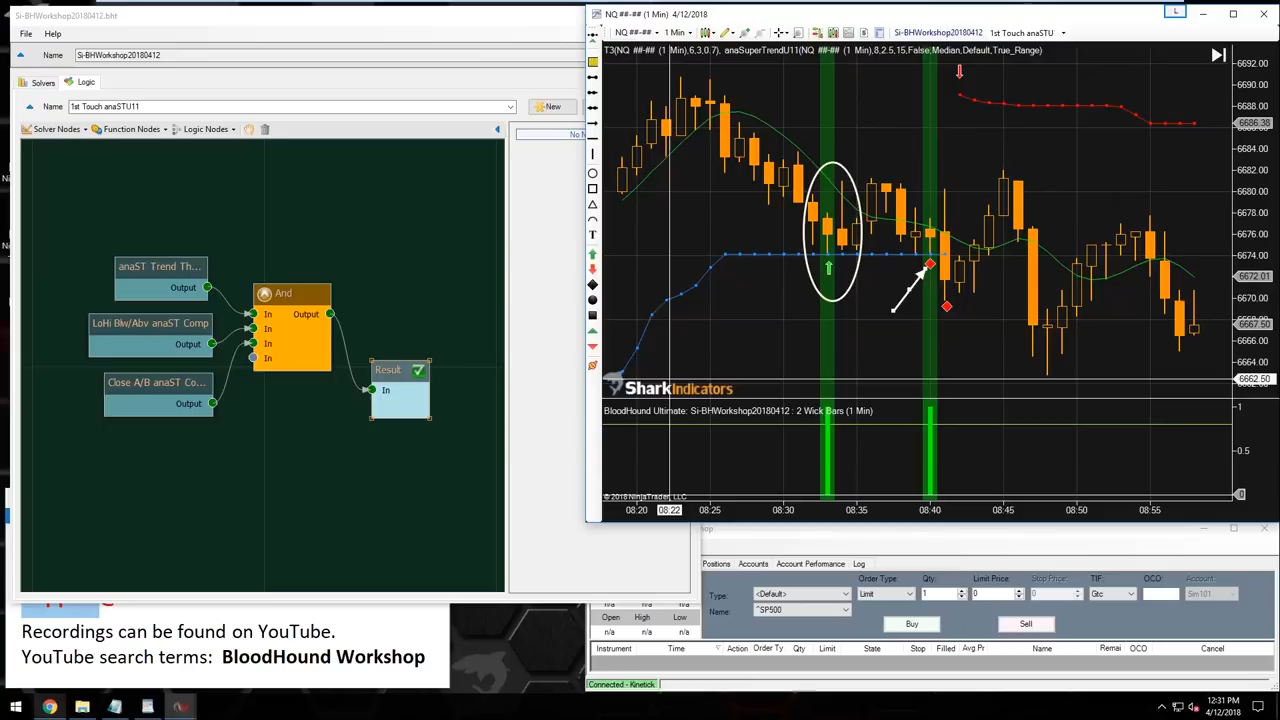 Si-BHWorkshop20180412.bht
File Help
Name Si-BHWorkshop20180412
Solvers Logic
Name 1st Touch anaSTU11 New
Solver Nodes Function Nodes Logic Nodes
anaST Trend Th...
Output
LoHi Blw/Abv anaST Comp
Output
Close A/B anaST Co...
Output
And
In Output
In
In
In
Result
In
NQ ##-## (1 Min) 4/12/2018
L
NQ ##-## 1 Min Si-BHWorkshop20180412 1st Touch anaSTU
T3(NQ ##-## (1 Min),6,3,0.7), anaSuperTrendU11(NQ ##-## (1 Min),8,2.5,15,False,Median,Default,True_Range)
6692.00
6690.00
6688.00
6686.38
6684.00
6682.00
6680.00
6678.00
6676.00
6674.00
6672.01
6670.00
6668.00
6667.50
6666.00
6664.00
6662.50
T
SharkIndicators
BloodHound Ultimate: Si-BHWorkshop20180412 : 2 Wick Bars (1 Min)
1
0.5
0
© 2018 NinjaTrader, LLC
08:20 08:22 08:25 08:30 08:35 08:40 08:45 08:50 08:55
Positions Accounts Account Performance Log
Order Type: Qty: Limit Price: Stop Price: TIF: OCO: Account:
Type: <Default> Limit 1 0 0 Gtc Sim101
Name: ^SP500
Buy Sell
n/a n/a n/a
Open High Low
n/a n/a n/a
Instrument Time Action Order Ty Qty Limit State Stop Filled Avg Pr Name Remai OCO Cancel
Connected - Kinetick
Recordings can be found on YouTube.
YouTube search terms: BloodHound Workshop
12:31 PM
4/12/2018